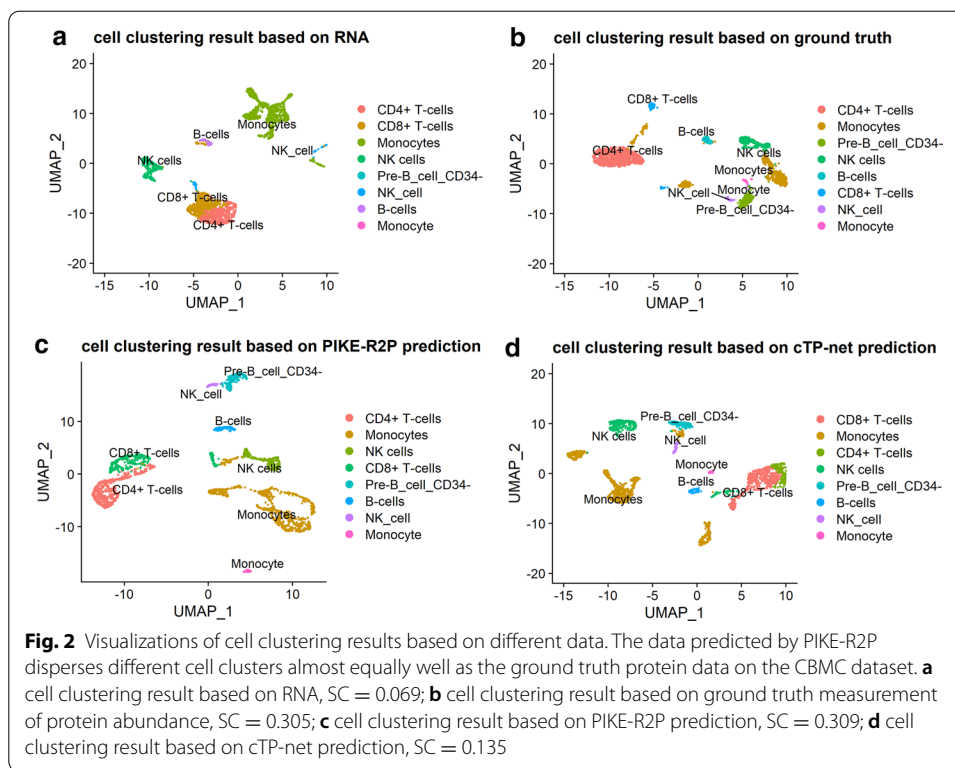 a cell clustering result based on RNA
20
10
0
-10
-20
UMAP_2
-15
-10
-5
0
5
10
UMAP_1
Monocytes
B-cells
NK_cell
NK cells
CD8+ T-cells
CD4+ T-cells
CD4+ T-cells
CD8+ T-cells
Monocytes
NK cells
Pre-B_cell_CD34-
NK_cell
B-cells
Monocyte
b cell clustering result based on ground truth
20
10
0
-10
-20
UMAP_2
-15
-10
-5
0
5
10
UMAP_1
CD8+ T-cells
B-cells
CD4+ T-cells
NK cells
Monocytes
NK_cell
Monocyte
Pre-B_cell_CD34-
CD4+ T-cells
Monocytes
Pre-B_cell_CD34-
NK cells
B-cells
CD8+ T-cells
NK_cell
Monocyte
c cell clustering result based on PIKE-R2P prediction
10
0
-10
UMAP_2
-10
0
10
UMAP_1
Pre-B_cell_CD34-
NK_cell
B-cells
CD8+ T-cells
NK cells
CD4+ T-cells
Monocytes
Monocyte
CD4+ T-cells
Monocytes
NK cells
CD8+ T-cells
Pre-B_cell_CD34-
B-cells
NK_cell
Monocyte
d cell clustering result based on cTP-net prediction
20
10
0
-10
-20
UMAP_2
-15
-10
-5
0
5
10
UMAP_1
Pre-B_cell_CD34-
NK cells
NK_cell
Monocyte
B-cells
Monocytes
CD8+ T-cells
CD8+ T-cells
Monocytes
CD4+ T-cells
NK cells
Pre-B_cell_CD34-
B-cells
NK_cell
Monocyte
Fig. 2 Visualizations of cell clustering results based on different data. The data predicted by PIKE-R2P
disperses different cell clusters almost equally well as the ground truth protein data on the CBMC dataset. a
cell clustering result based on RNA, SC = 0.069; b cell clustering result based on ground truth measurement
of protein abundance, SC = 0.305; c cell clustering result based on PIKE-R2P prediction, SC = 0.309; d cell
clustering result based on cTP-net prediction, SC = 0.135